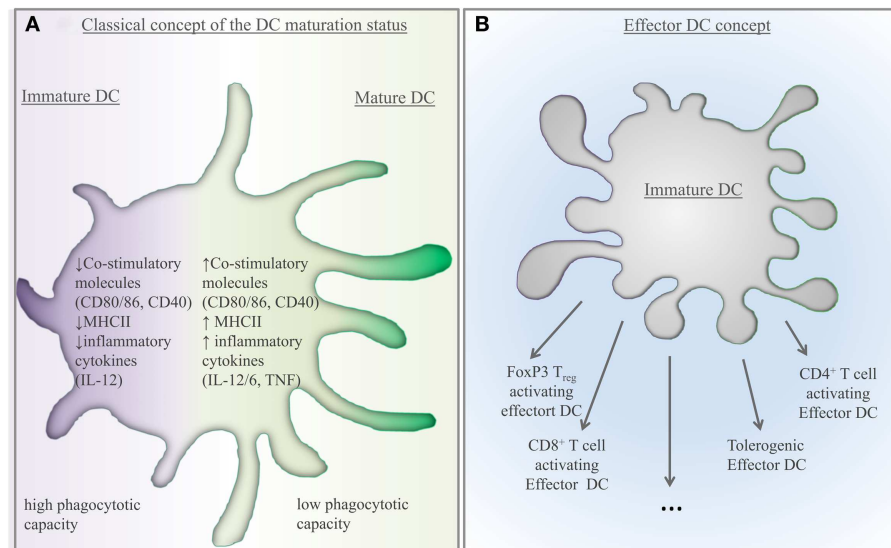 A
Classical concept of the DC maturation status
Immature DC
Mature DC
↓Co-stimulatory
molecules
(CD80/86, CD40)
↓MHCII
↓inflammatory
cytokines
(IL-12)
↑Co-stimulatory
molecules
(CD80/86, CD40)
↑ MHCII
↑ inflammatory
cytokines
(IL-12/6, TNF)
high phagocytotic
capacity
low phagocytotic
capacity
B
Effector DC concept
Immature DC
FoxP3 Treg
activating
effectort DC
CD8+ T cell
activating
Effector DC
...
Tolerogenic
Effector DC
CD4+ T cell
activating
Effector DC